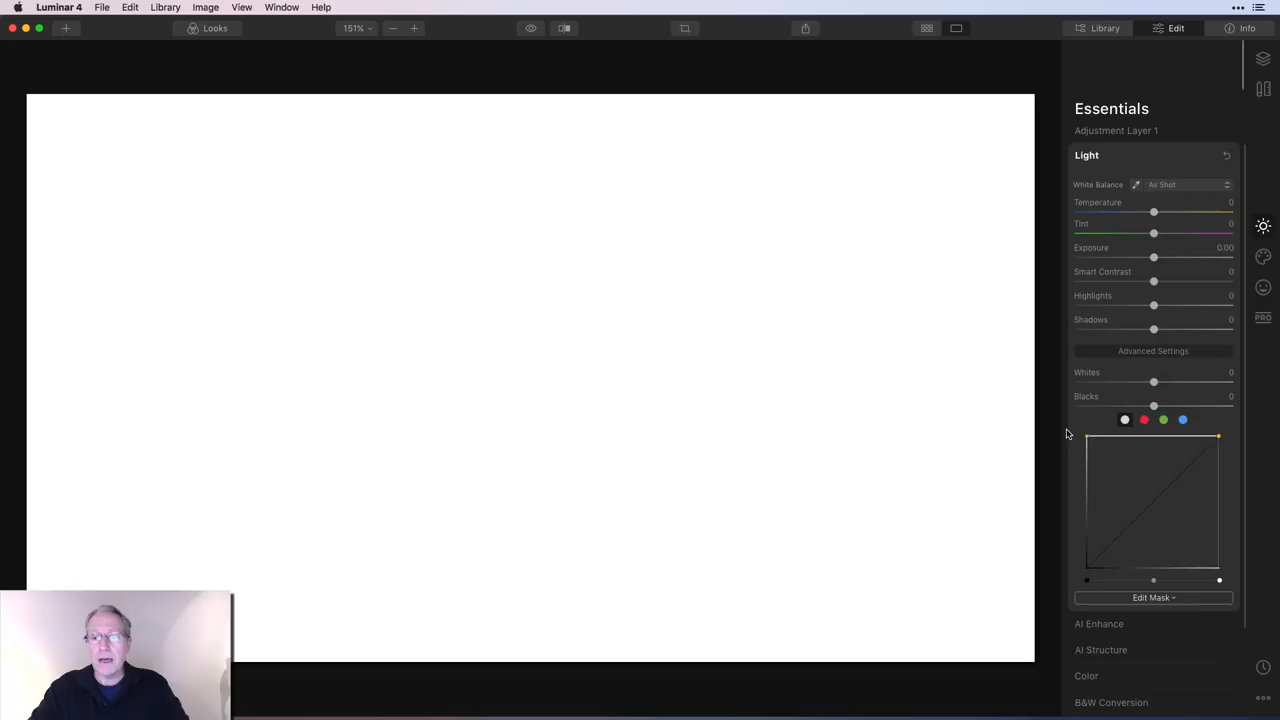 Luminar 4 File Edit Library Image View Window Help
Looks 151% Library Edit Info
Essentials
Adjustment Layer 1
Light
White Balance As Shot
Temperature 0
Tint 0
Exposure 0.00
Smart Contrast 0
Highlights 0
Shadows 0
Advanced Settings
Whites 0
Blacks 0
Edit Mask
AI Enhance
AI Structure
Color
B&W Conversion
PRO